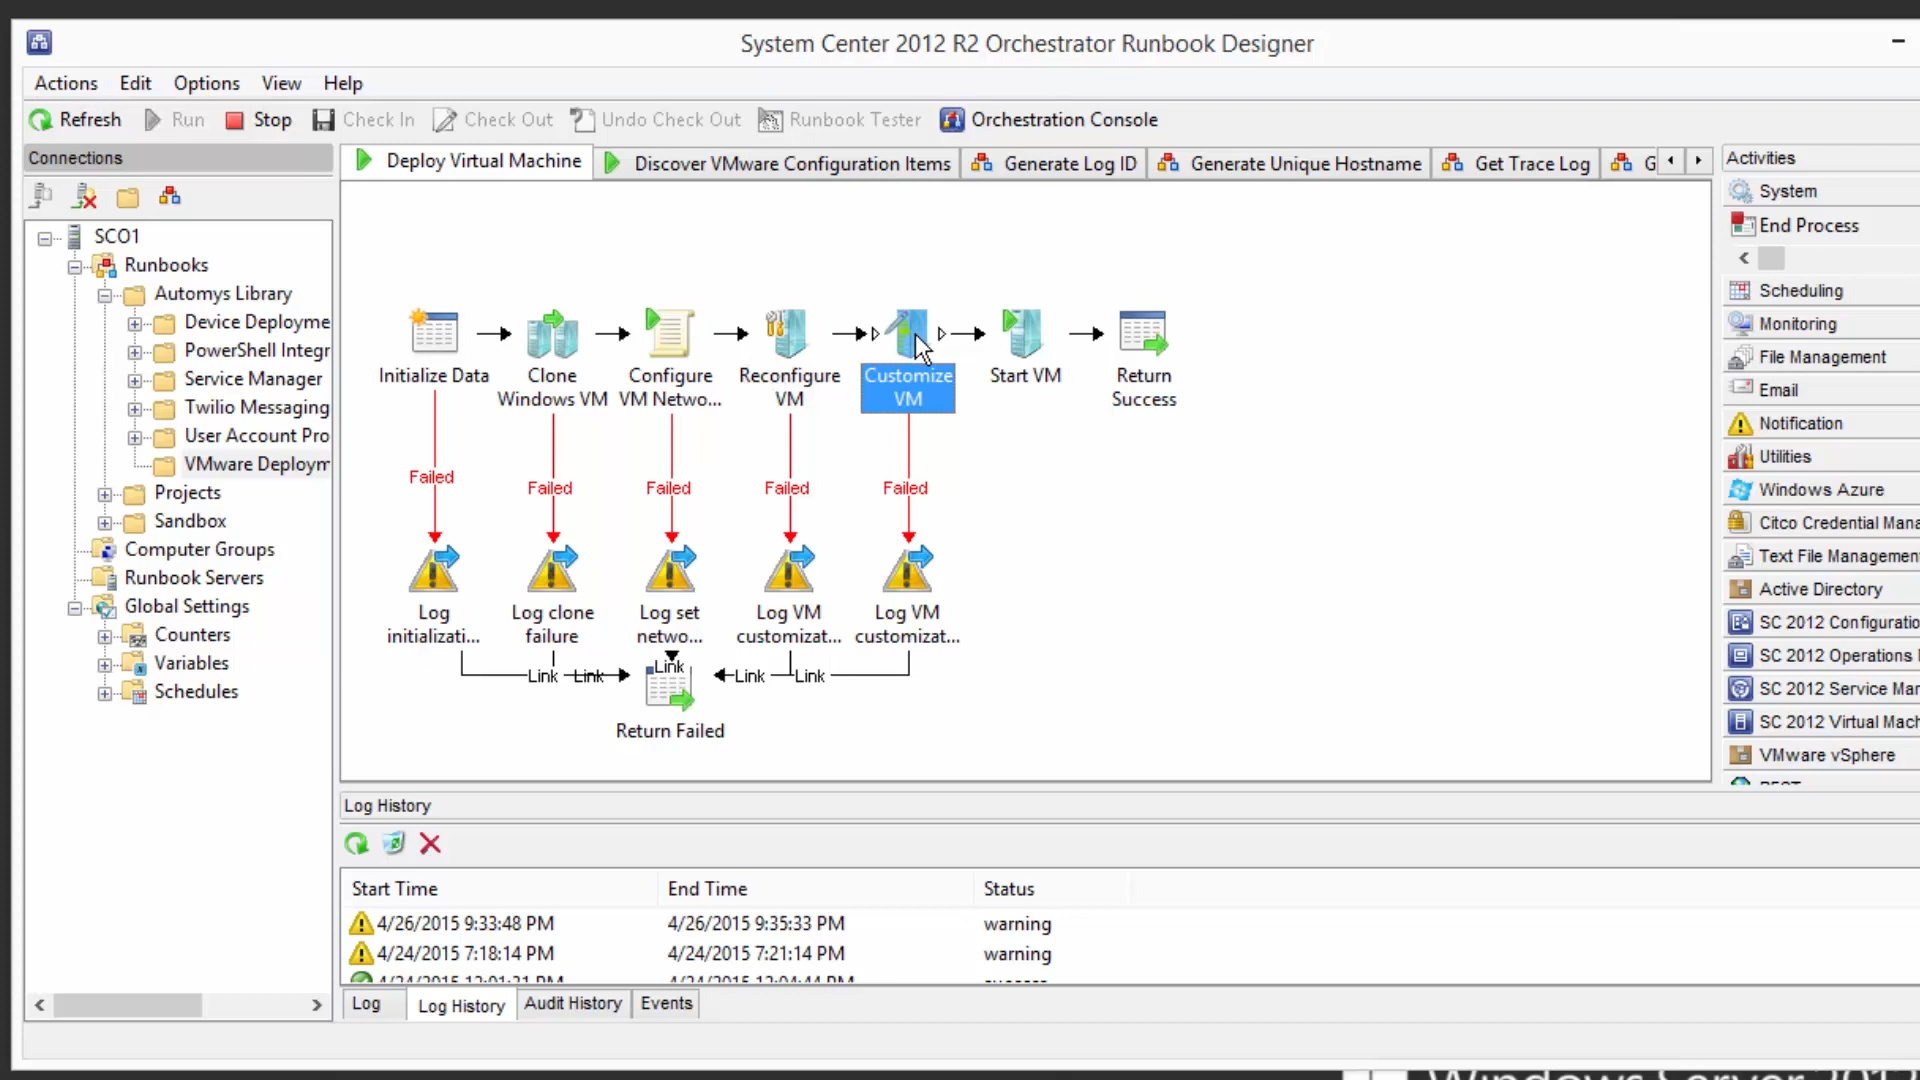 System Center 2012 R2 Orchestrator Runbook Designer
Actions Edit Options View Help
Refresh Run Stop Check In Check Out Undo Check Out Runbook Tester Orchestration Console
Connections
SCO1
Runbooks
Automys Library
Device Deployme
PowerShell Integr
Service Manager
Twilio Messaging
User Account Pro
VMware Deploym
Projects
Sandbox
Computer Groups
Runbook Servers
Global Settings
Counters
Variables
Schedules
Deploy Virtual Machine Discover VMware Configuration Items Generate Log ID Generate Unique Hostname Get Trace Log G
Initialize Data
Clone
Windows VM
Configure
VM Netwo...
Reconfigure
VM
Customize
VM
Start VM
Return
Success
Failed
Failed
Failed
Failed
Failed
Log
initializati...
Log clone
failure
Log set
netwo...
Log VM
customizat...
Log VM
customizat...
Link
Link
Link
Link
Link
Return Failed
Log History
Start Time End Time Status
4/26/2015 9:33:48 PM 4/26/2015 9:35:33 PM warning
4/24/2015 7:18:14 PM 4/24/2015 7:21:14 PM warning
Log Log History Audit History Events
Activities
System
End Process
Scheduling
Monitoring
File Management
Email
Notification
Utilities
Windows Azure
Citco Credential Mana
Text File Management
Active Directory
SC 2012 Configuratio
SC 2012 Operations
SC 2012 Service Mar
SC 2012 Virtual Mach
VMware vSphere